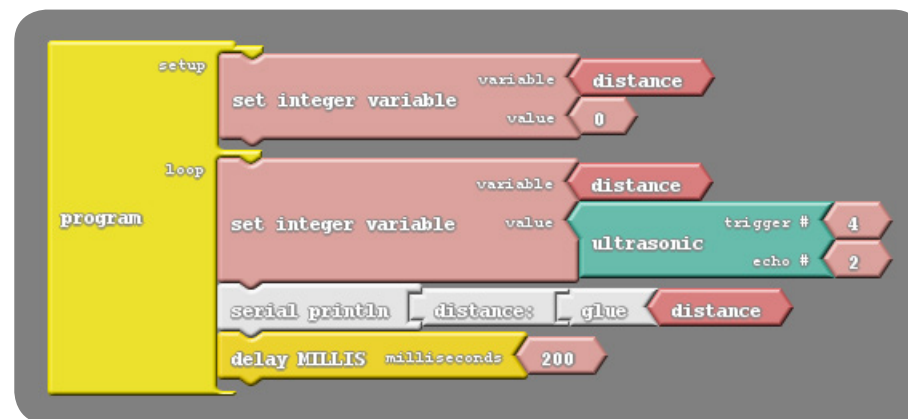 setup
set integer variable variable distance
value 0
loop
program
set integer variable variable distance
value ultrasonic trigger # 4
echo # 2
serial println distance: glue distance
delay MILLIS milliseconds 200